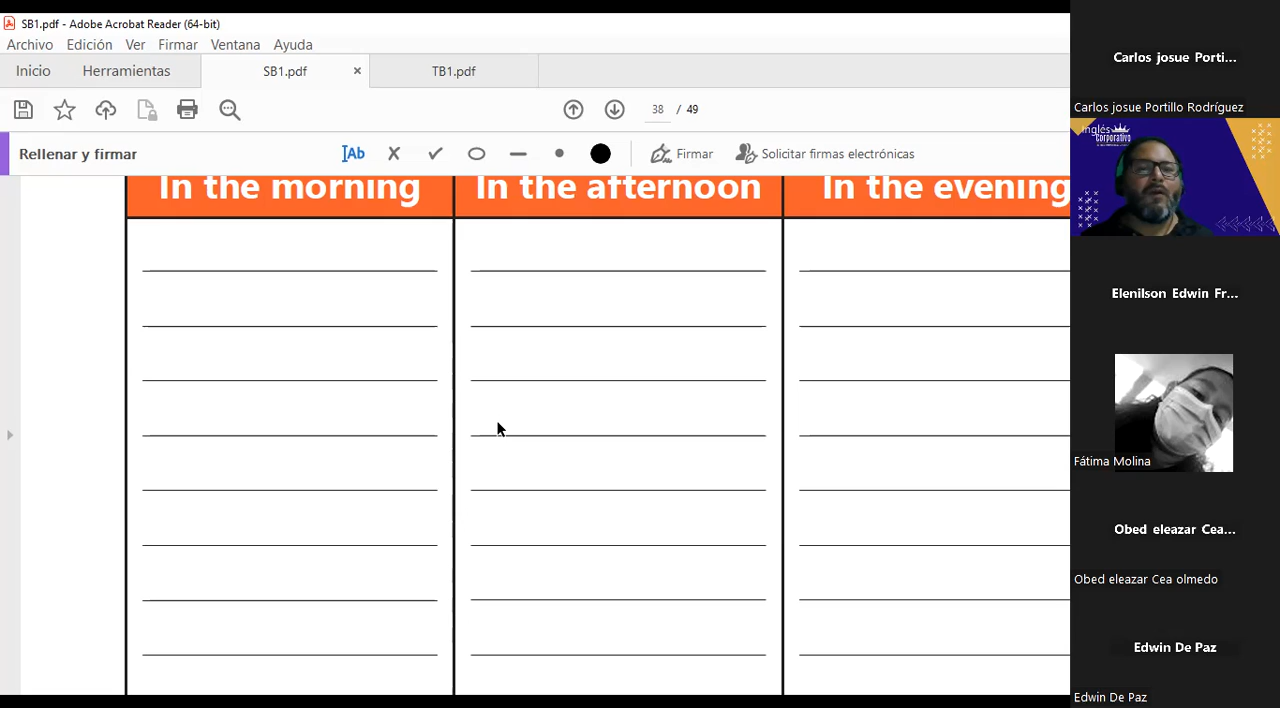 SB1.pdf - Adobe Acrobat Reader (64-bit)
Archivo Edición Ver Firmar Ventana Ayuda
Inicio Herramientas SB1.pdf × TB1.pdf
38 / 49
Rellenar y firmar
Ab
Firmar
Solicitar firmas electrónicas
In the morning
In the afternoon
In the evening
Carlos josue Porti...
Carlos josue Portillo Rodríguez
Inglés
Corporativo
Elenilson Edwin Fr...
Fátima Molina
Obed eleazar Cea...
Obed eleazar Cea olmedo
Edwin De Paz
Edwin De Paz